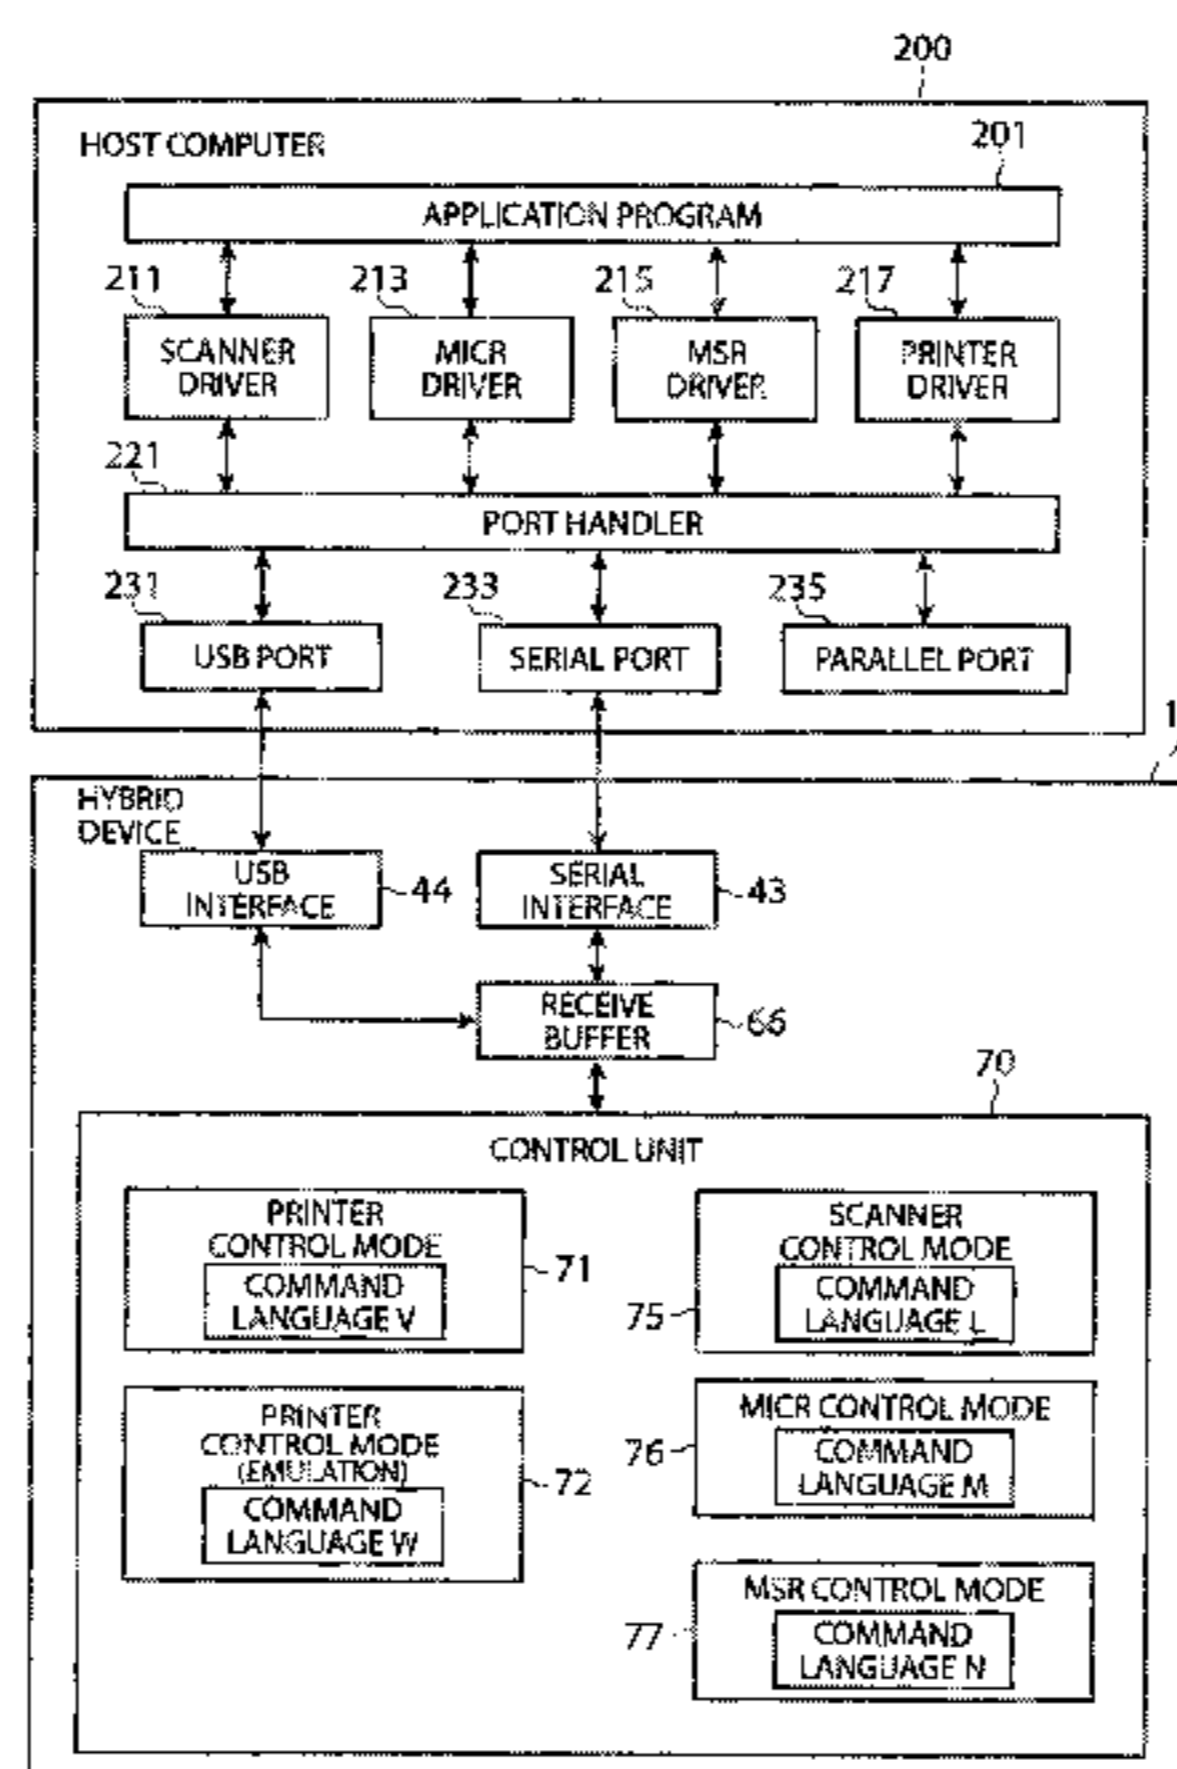 200
HOST COMPUTER
201
APPLICATION PROGRAM
211
213
215
217
SCANNER
DRIVER
MICR
DRIVER
MSR
DRIVER
PRINTER
DRIVER
221
PORT HANDLER
231
233
235
USB PORT
SERIAL PORT
PARALLEL PORT
1
HYBRID
DEVICE
USB
INTERFACE
44
SERIAL
INTERFACE
43
RECEIVE
BUFFER
66
70
CONTROL UNIT
PRINTER
CONTROL MODE
COMMAND
LANGUAGE V
71
SCANNER
CONTROL MODE
COMMAND
LANGUAGE L
75
PRINTER
CONTROL MODE
(EMULATION)
COMMAND
LANGUAGE W
72
MICR CONTROL MODE
COMMAND
LANGUAGE M
76
MSR CONTROL MODE
COMMAND
LANGUAGE N
77